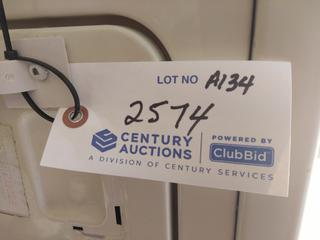 LOT NO A134
2574
CENTURY AUCTIONS
POWERED BY
ClubBid
A DIVISION OF CENTURY SERVICES